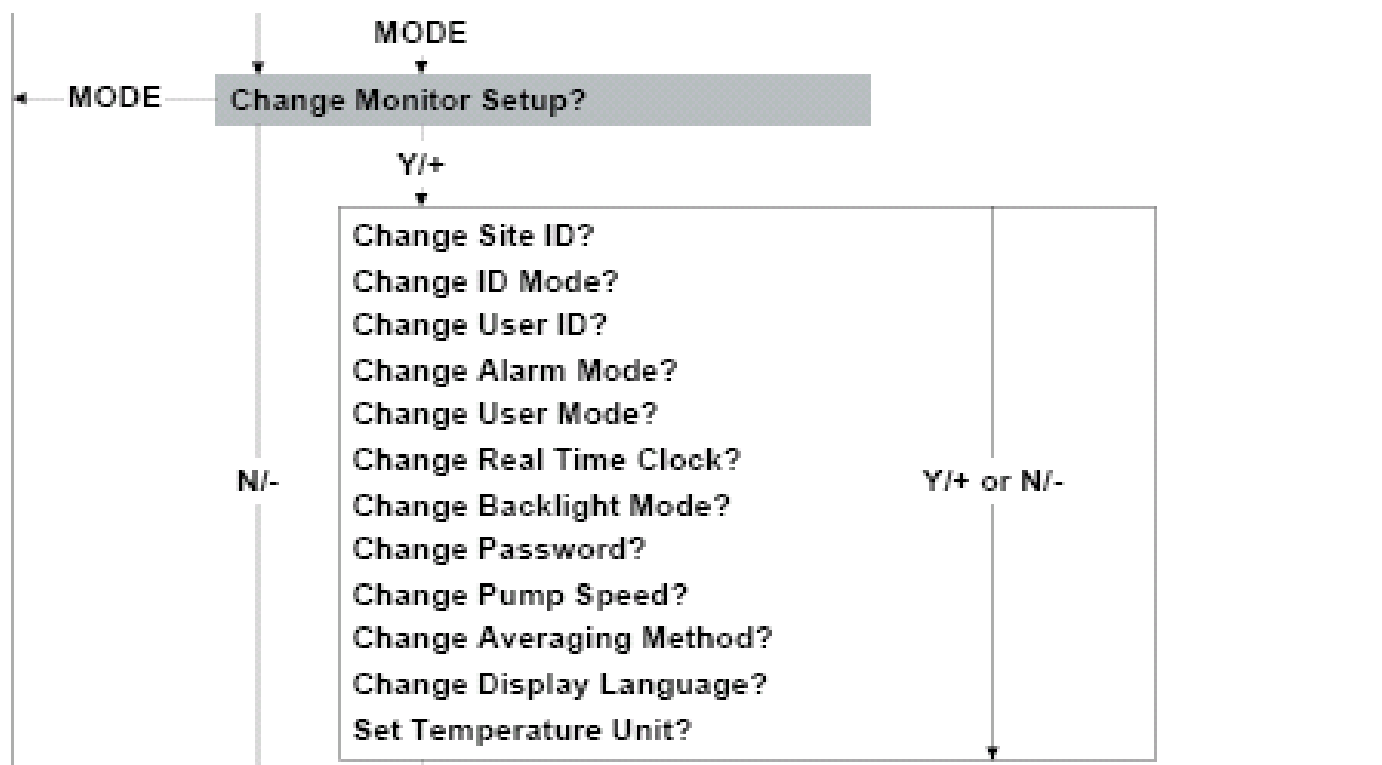 MODE
MODE
Change Monitor Setup?
Y/+
Change Site ID?
Change ID Mode?
Change User ID?
Change Alarm Mode?
Change User Mode?
Change Real Time Clock?
N/-
Y/+ or N/-
Change Backlight Mode?
Change Password?
Change Pump Speed?
Change Averaging Method?
Change Display Language?
Set Temperature Unit?